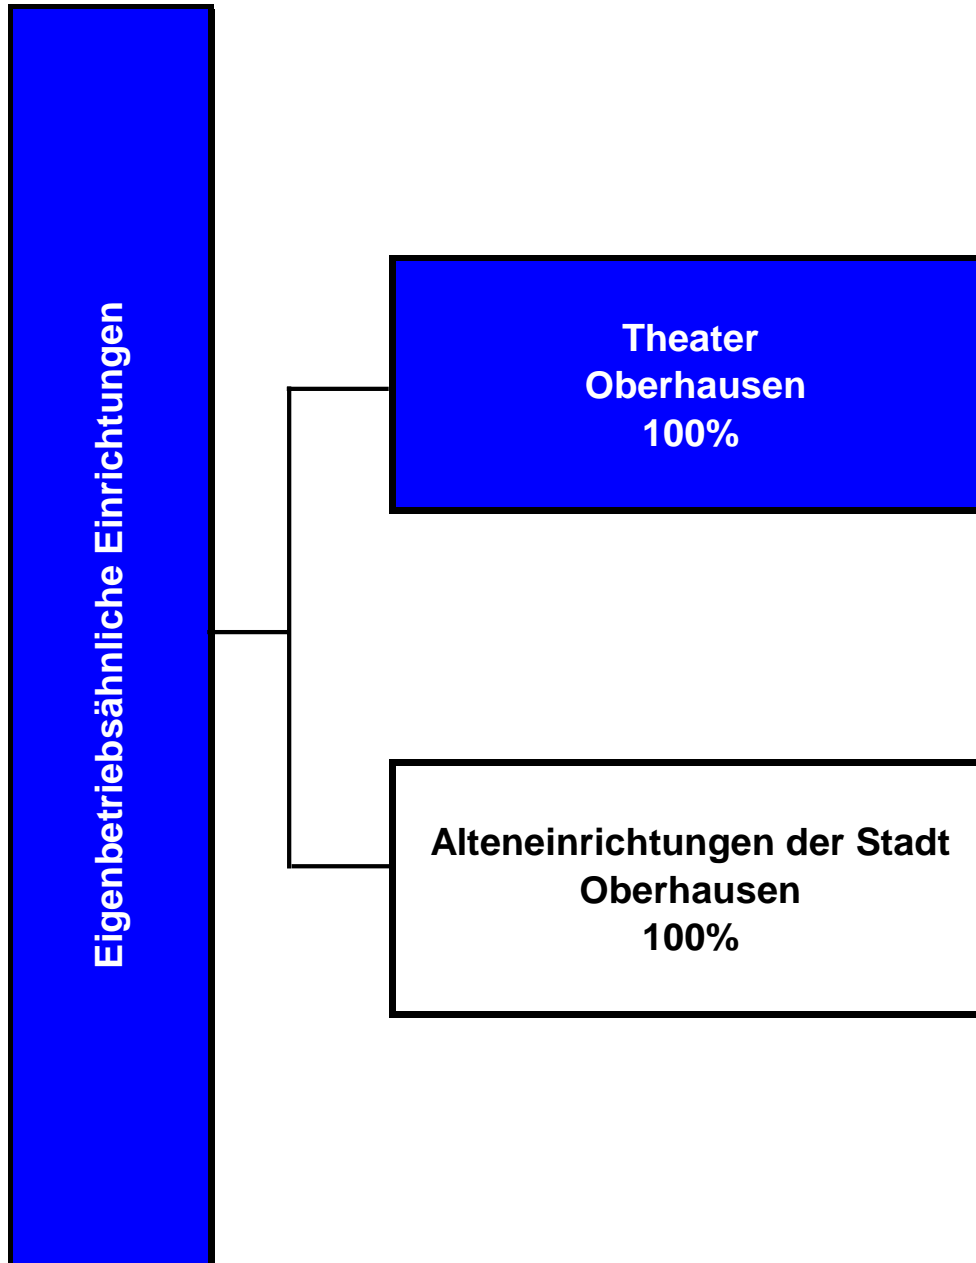 Eigenbetriebsähnliche Einrichtungen
Theater
Oberhausen
100%
Alteneinrichtungen der Stadt
Oberhausen
100%